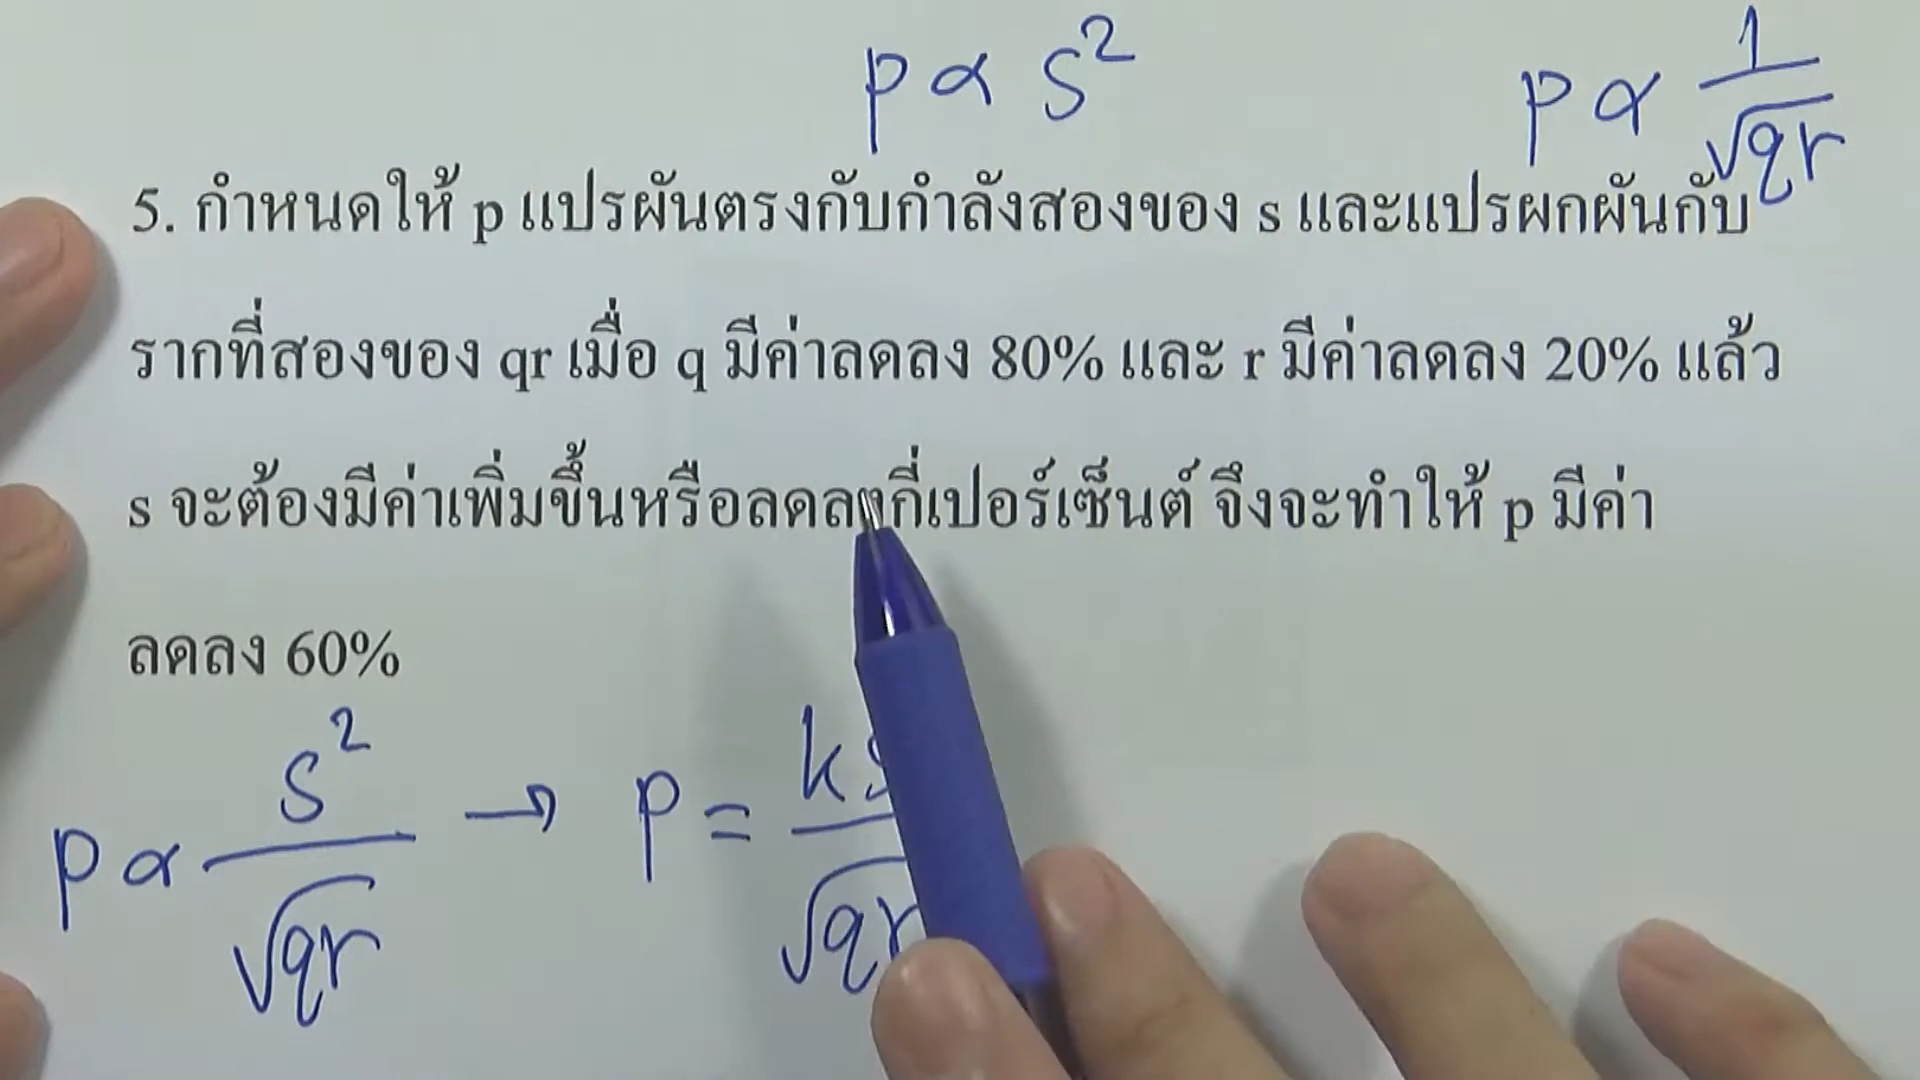 p ∝ s² p ∝ 1/√qr
5. กำหนดให้ p แปรผันตรงกับกำลังสองของ s และแปรผกผันกับ
รากที่สองของ qr เมื่อ q มีค่าลดลง 80% และ r มีค่าลดลง 20% แล้ว
s จะต้องมีค่าเพิ่มขึ้นหรือลดลงกี่เปอร์เซ็นต์ จึงจะทำให้ p มีค่า
ลดลง 60%
p ∝ s²/√qr → p = ks/√qr